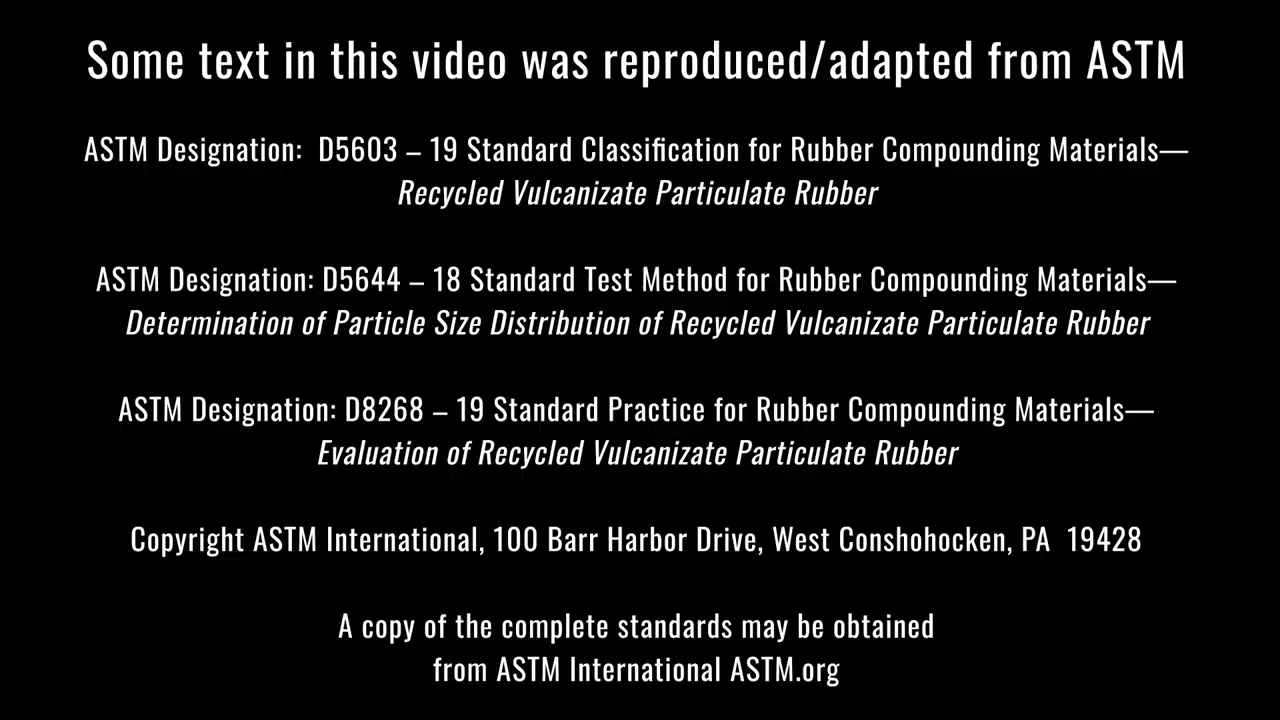 Some text in this video was reproduced/adapted from ASTM
ASTM Designation:  D5603 – 19 Standard Classification for Rubber Compounding Materials—
Recycled Vulcanizate Particulate Rubber
ASTM Designation: D5644 – 18 Standard Test Method for Rubber Compounding Materials—
Determination of Particle Size Distribution of Recycled Vulcanizate Particulate Rubber
ASTM Designation: D8268 – 19 Standard Practice for Rubber Compounding Materials—
Evaluation of Recycled Vulcanizate Particulate Rubber
Copyright ASTM International, 100 Barr Harbor Drive, West Conshohocken, PA  19428
A copy of the complete standards may be obtained
from ASTM International ASTM.org